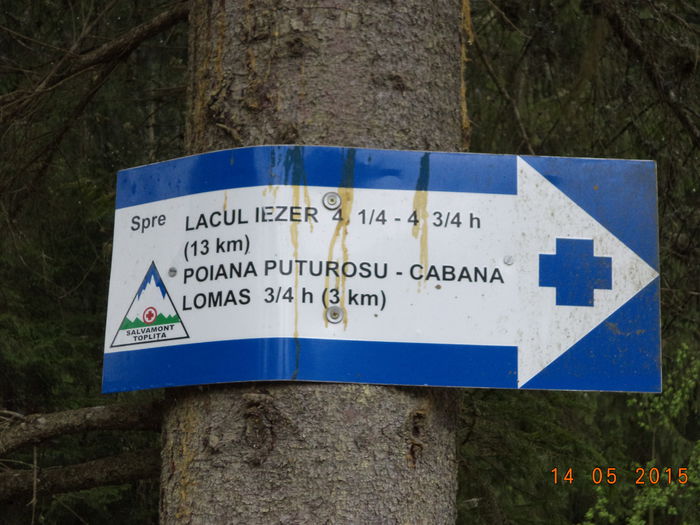 Spre LACUL IEZER 4 1/4 - 4 3/4 h
(13 km)
POIANA PUTUROSU - CABANA
LOMAS 3/4 h (3 km)
SALVAMONT
TOPLITA
14 05 2015